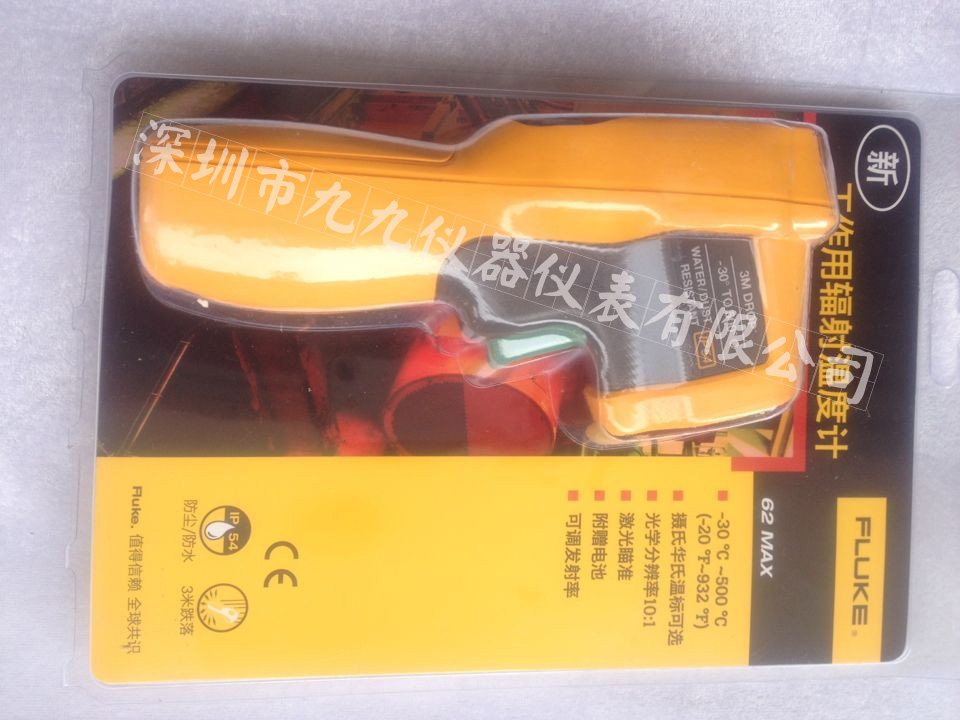 新
工作用辐射温度计
FLUKE®
62 MAX
-30 ℃ ~500 ℃
(-20 ℉~932 ℉)
摄氏华氏温标可选
光学分辨率10:1
激光瞄准
附赠电池
可调发射率
3M DRO
-30° TO
WATER/DUST
RESISTANT
CE
IP 54
防尘/防水
3米跌落
Fluke. 值得信赖 全球共识
深圳市九九仪器仪表有限公司